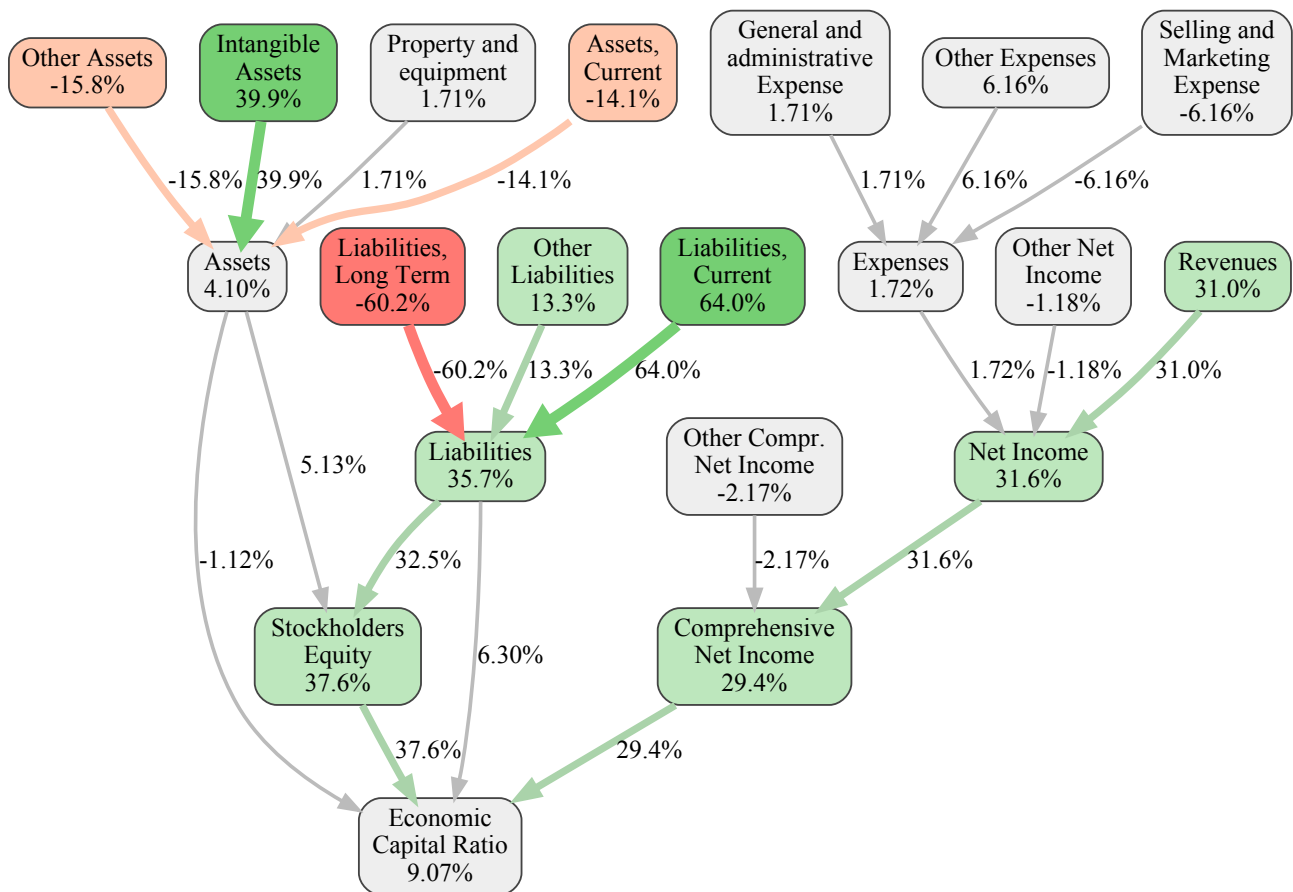 Other Assets
-15.8%
Intangible
Assets
39.9%
Property and
equipment
1.71%
Assets,
Current
-14.1%
General and
administrative
Expense
1.71%
Other Expenses
6.16%
Selling and
Marketing
Expense
-6.16%
-15.8%
39.9%
1.71%
-14.1%
1.71%
6.16%
-6.16%
Assets
4.10%
Liabilities,
Long Term
-60.2%
Other
Liabilities
13.3%
Liabilities,
Current
64.0%
Expenses
1.72%
Other Net
Income
-1.18%
Revenues
31.0%
-60.2%
13.3%
64.0%
1.72%
-1.18%
31.0%
5.13%
Liabilities
35.7%
Other Compr.
Net Income
-2.17%
Net Income
31.6%
-1.12%
32.5%
-2.17%
31.6%
Stockholders
Equity
37.6%
6.30%
Comprehensive
Net Income
29.4%
37.6%
29.4%
Economic
Capital Ratio
9.07%